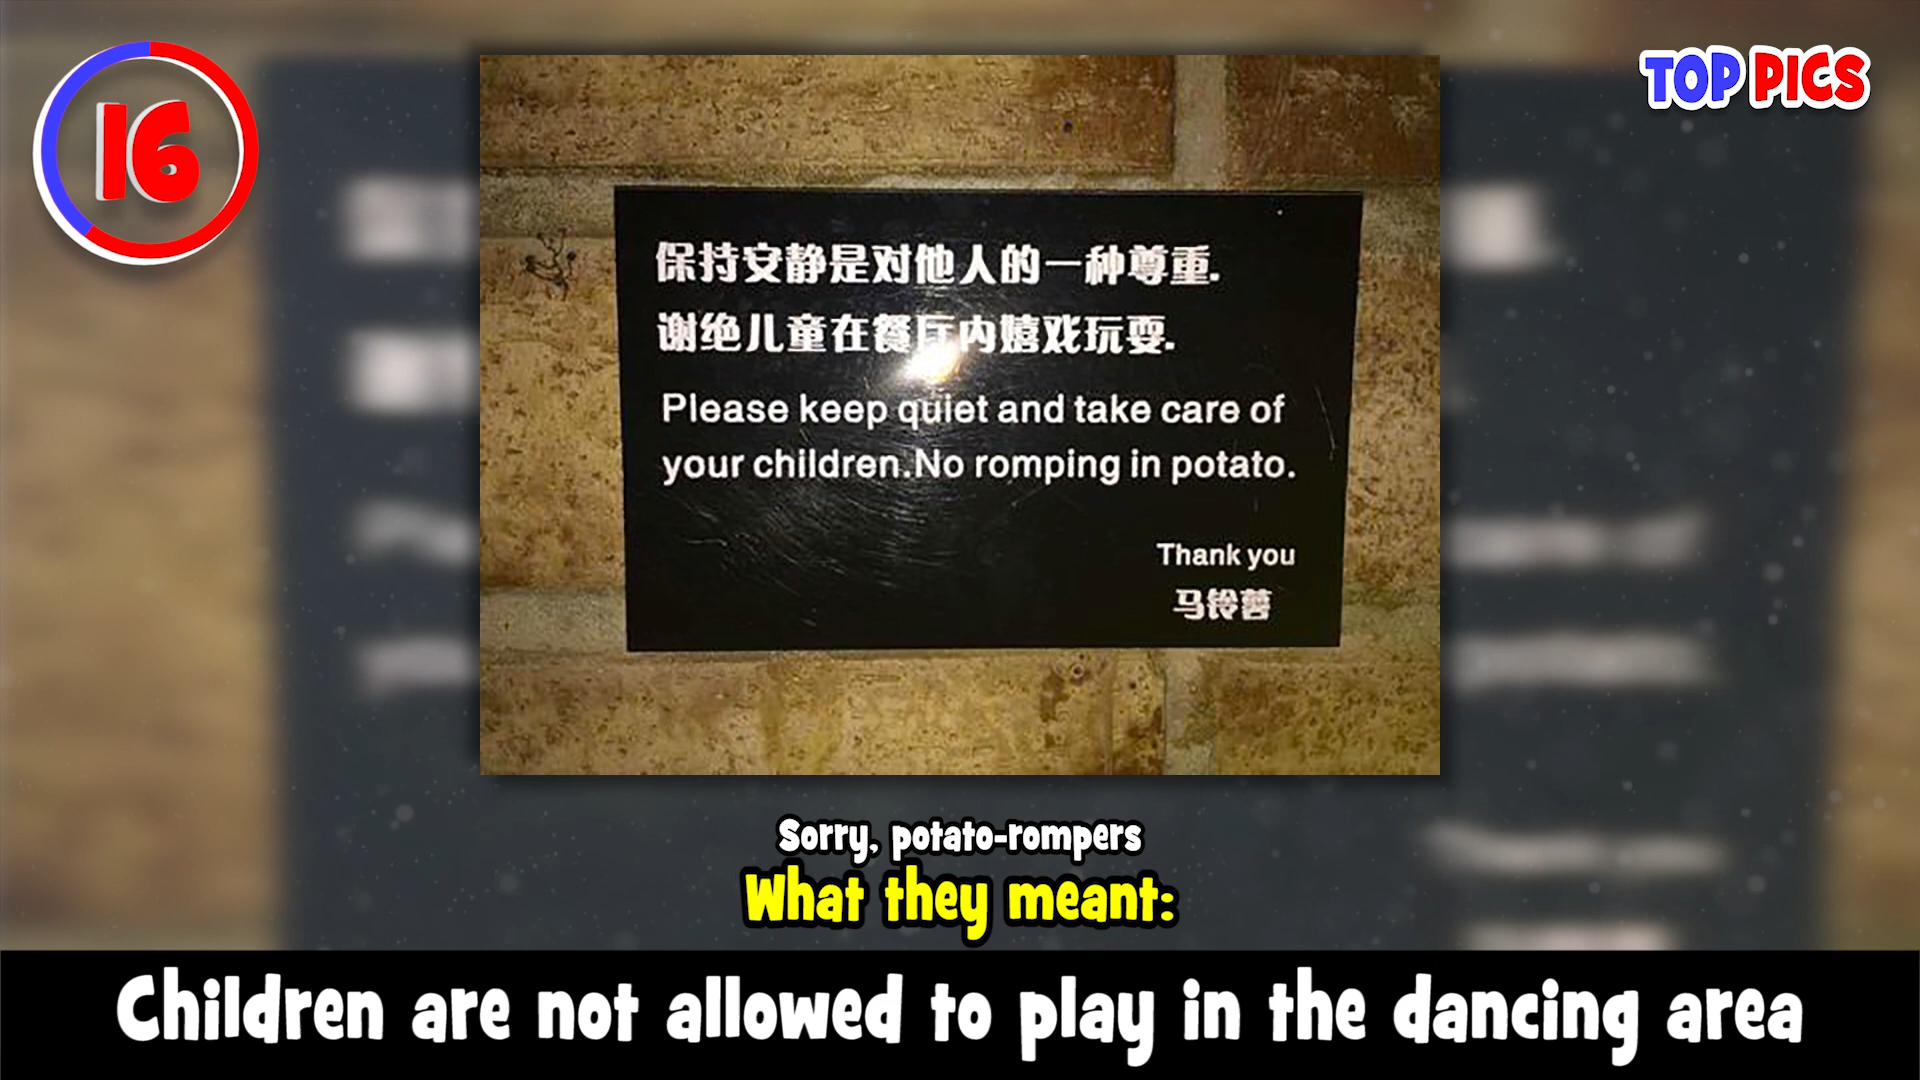 16
TOP PICS
保持安静是对他人的一种尊重.
谢绝儿童在餐厅内嬉戏玩耍.
Please keep quiet and take care of
your children.No romping in potato.
Thank you
马铃薯
Sorry, potato-rompers
What they meant:
Children are not allowed to play in the dancing area